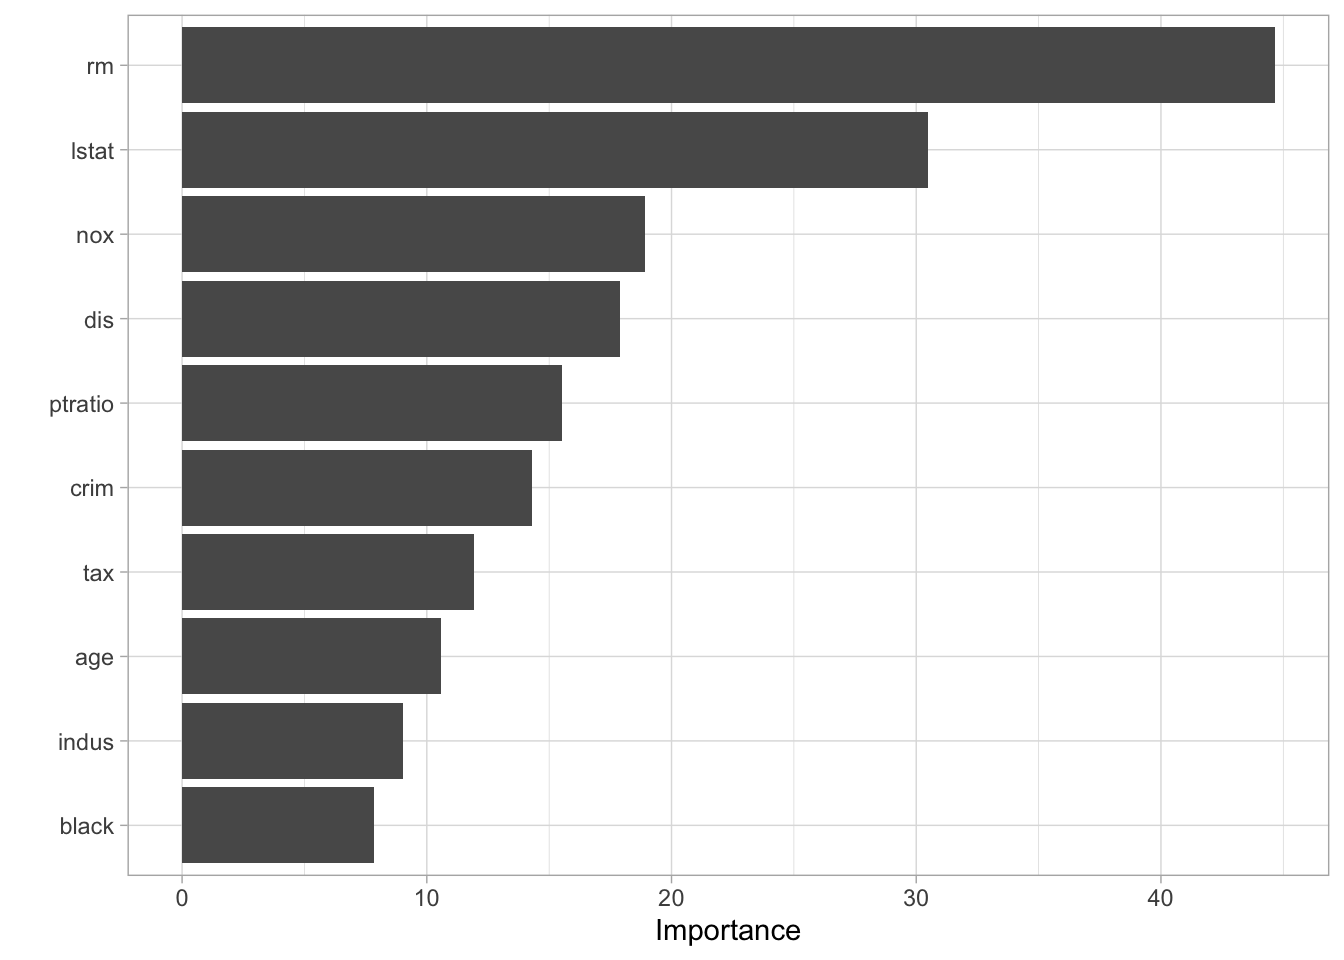 rm
lstat
nox
dis
ptratio
crim
tax
age
indus
black
0 10 20 30 40
Importance